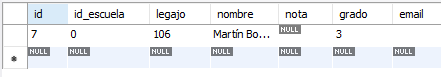 id id_escuela legajo nombre nota grado email
7 0 106 Martín Bo... NULL 3
NULL NULL NULL NULL NULL NULL NULL